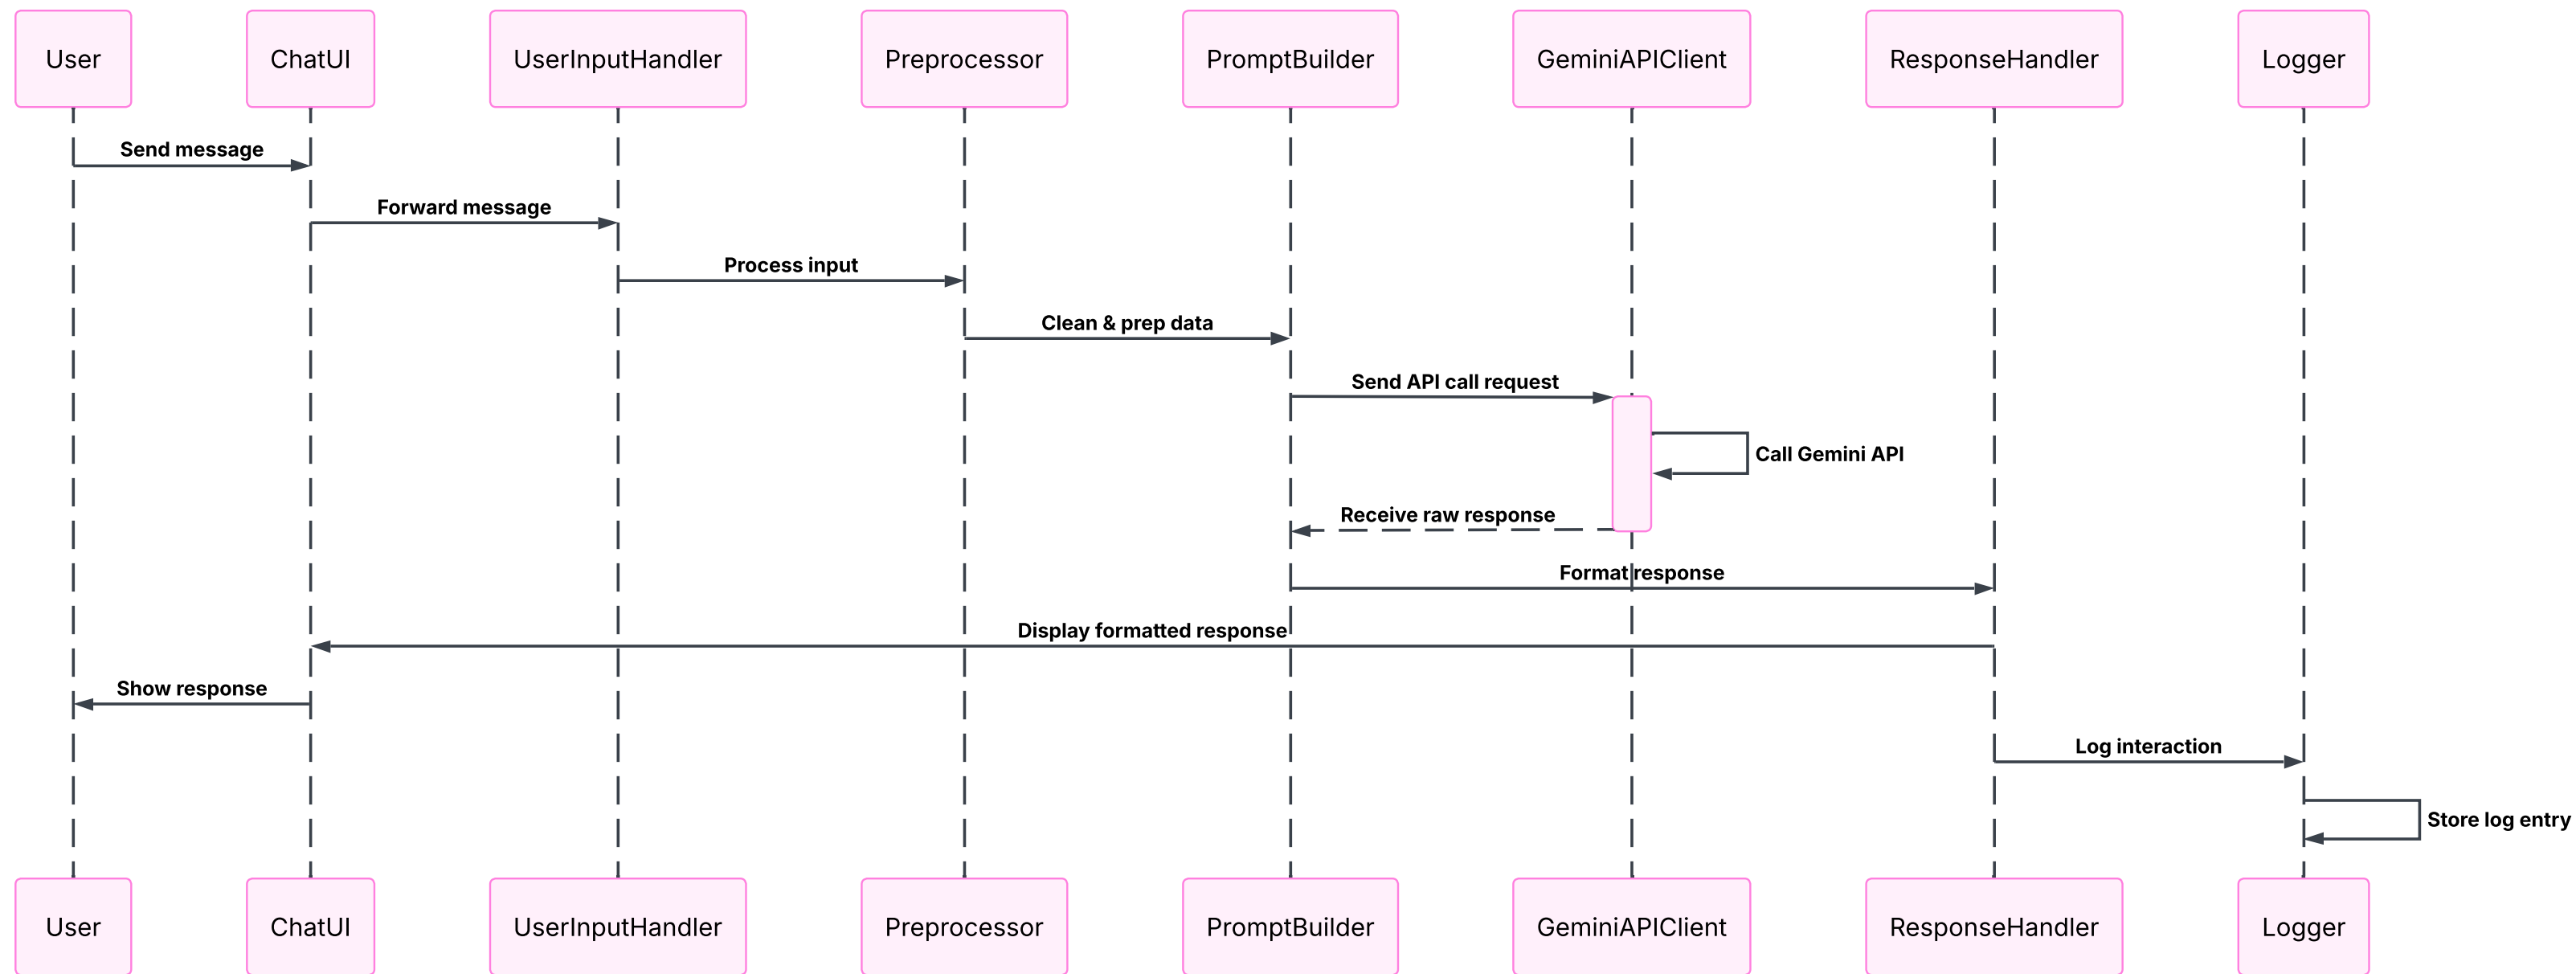 User
ChatUI
UserInputHandler
Preprocessor
PromptBuilder
GeminiAPIClient
ResponseHandler
Logger
Send message
Forward message
Process input
Clean & prep data
Send API call request
Call Gemini API
Receive raw response
Format response
Display formatted response
Show response
Log interaction
Store log entry
User
ChatUI
UserInputHandler
Preprocessor
PromptBuilder
GeminiAPIClient
ResponseHandler
Logger